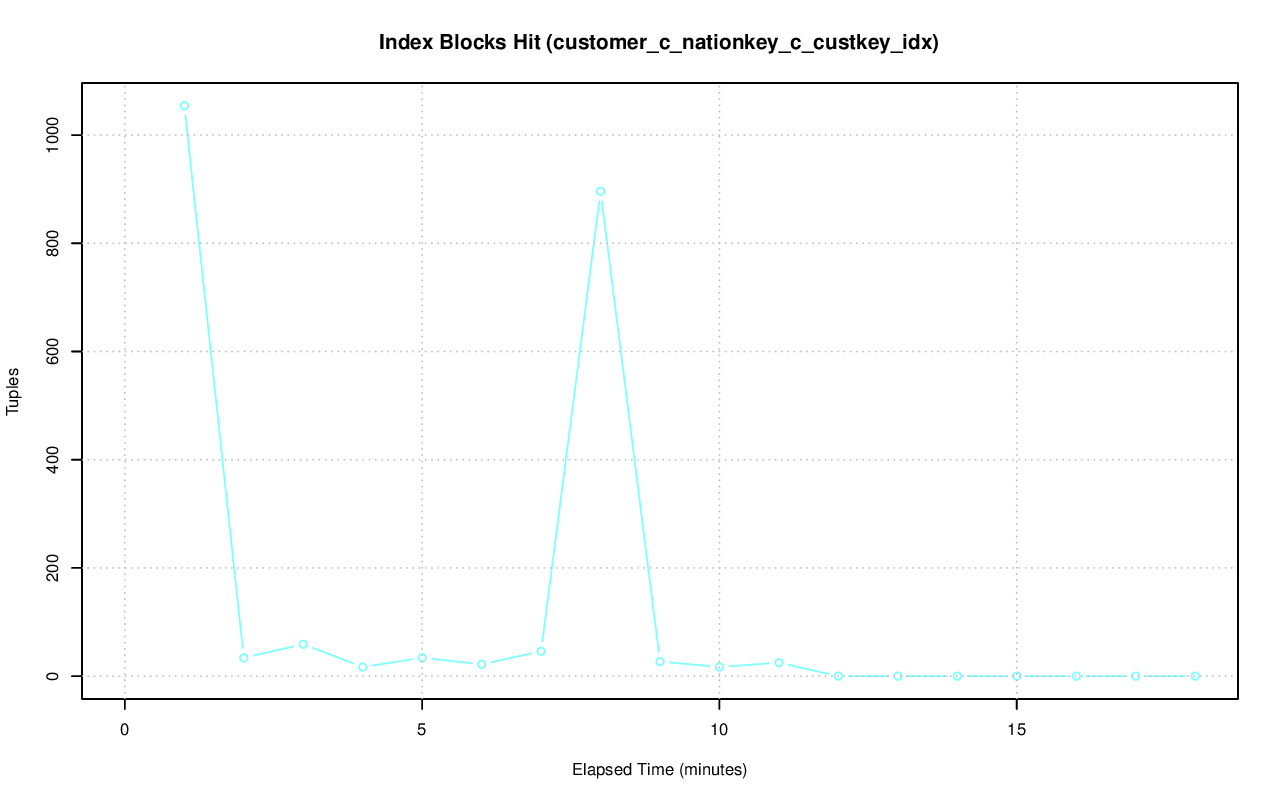 Index Blocks Hit (customer_c_nationkey_c_custkey_idx)
Tuples
1000
800
600
400
200
0
0 5 10 15
Elapsed Time (minutes)